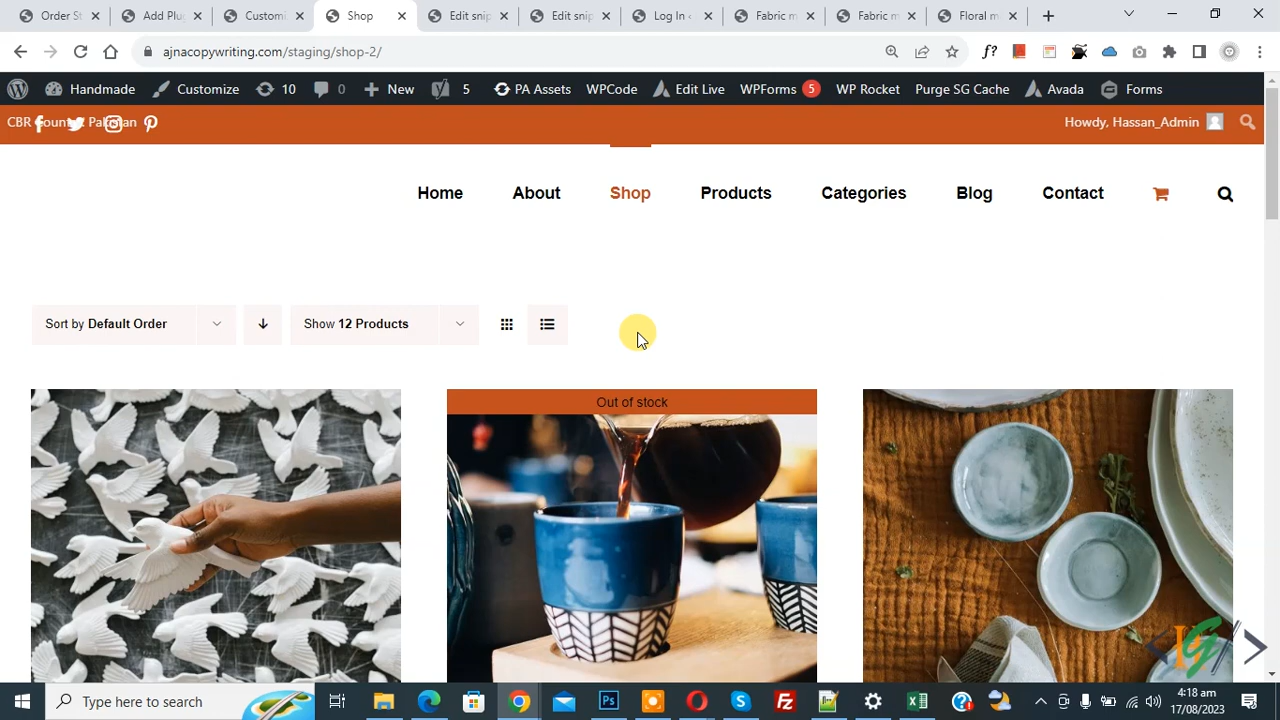 Order St
Add Plug
Customi
Shop
Edit snip
Edit snip
Log In ‹
Fabric m
Fabric m
Floral m
ajnacopywriting.com/staging/shop-2/
f?
Handmade
Customize
10
0
New
5
PA Assets
WPCode
Edit Live
WPForms
5
WP Rocket
Purge SG Cache
Avada
Forms
Howdy, Hassan_Admin
Home
About
Shop
Products
Categories
Blog
Contact
Sort by Default Order
Show 12 Products
Out of stock
Type here to search
4:18 am
17/08/2023